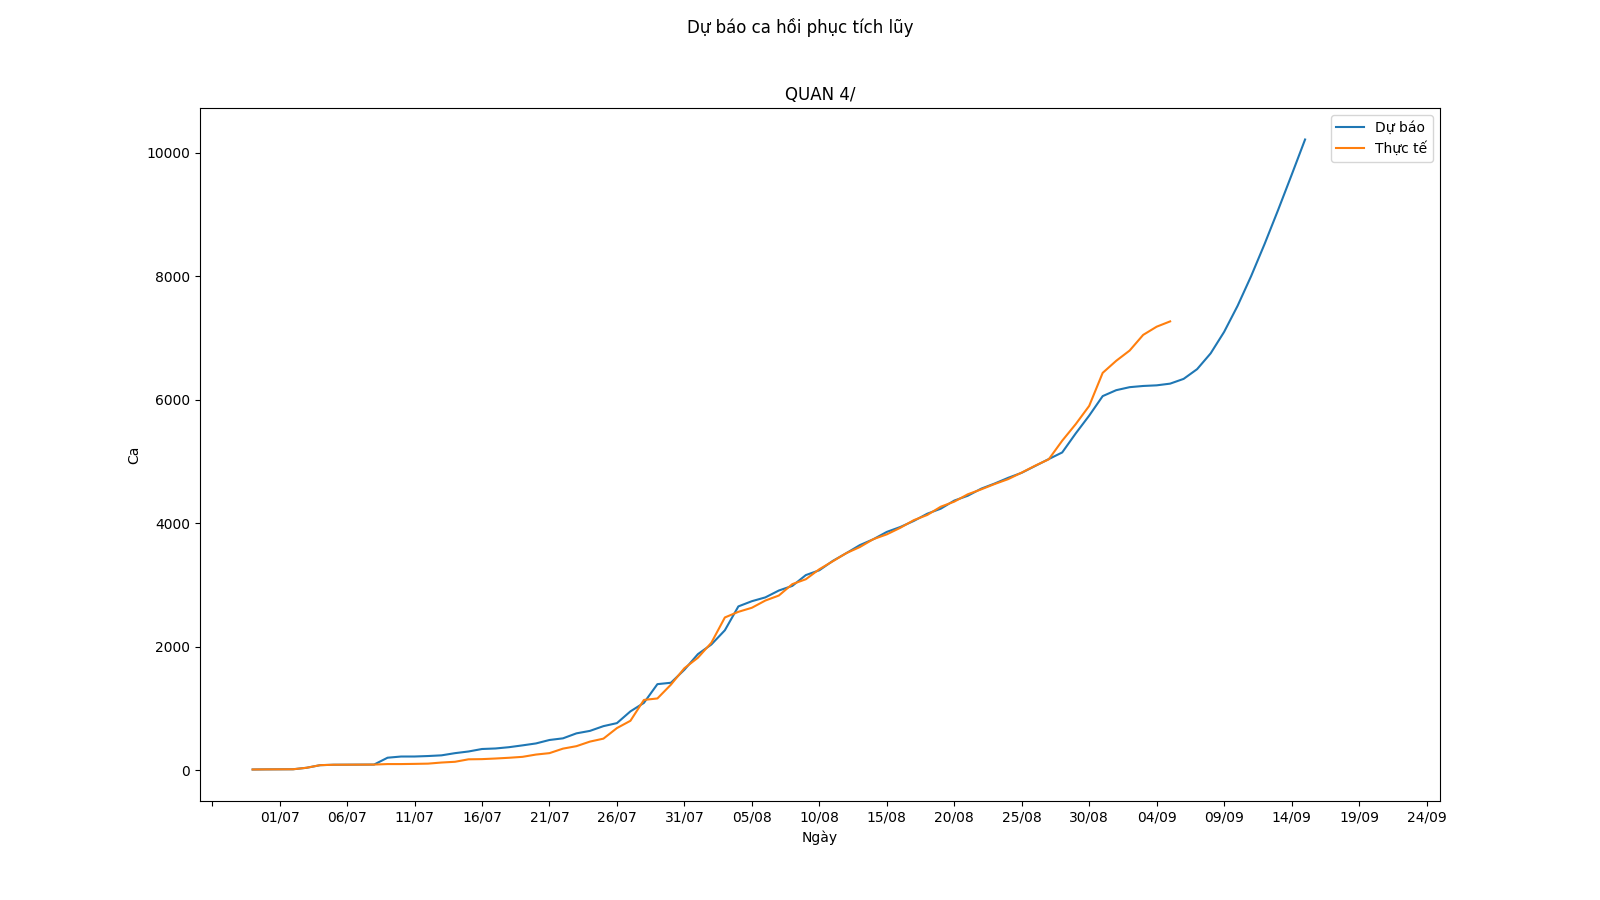 Dự báo ca hồi phục tích lũy
QUAN 4/
Dự báo
Thực tế
10000
8000
6000
4000
2000
0
Ca
01/07 06/07 11/07 16/07 21/07 26/07 31/07 05/08 10/08 15/08 20/08 25/08 30/08 04/09 09/09 14/09 19/09 24/09
Ngày